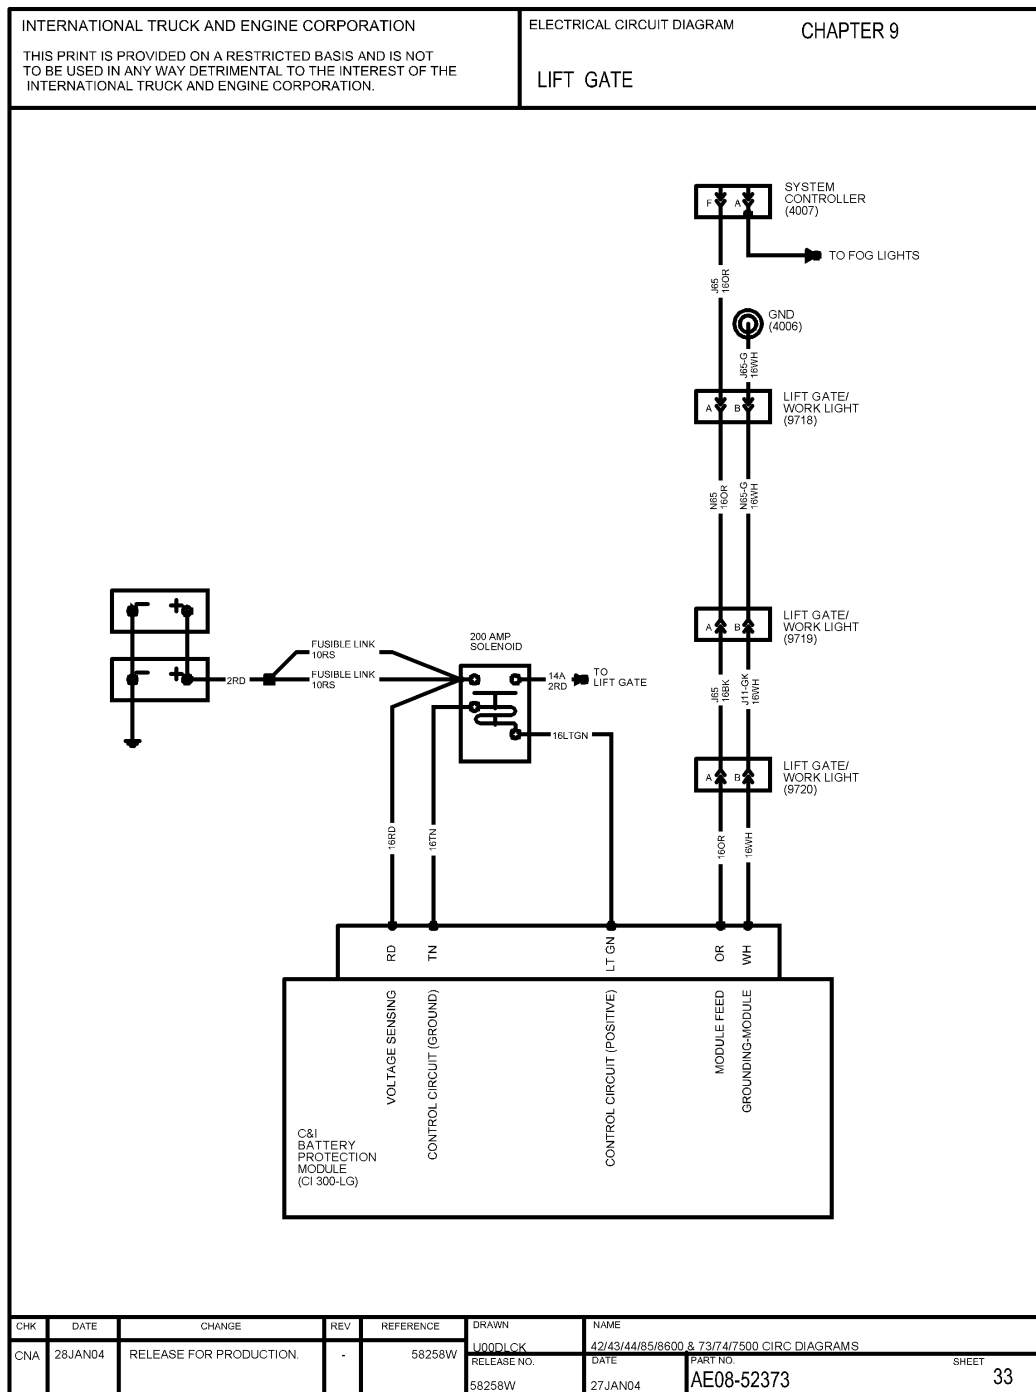 INTERNATIONAL TRUCK AND ENGINE CORPORATION
THIS PRINT IS PROVIDED ON A RESTRICTED BASIS AND IS NOT
TO BE USED IN ANY WAY DETRIMENTAL TO THE INTEREST OF THE
INTERNATIONAL TRUCK AND ENGINE CORPORATION.
ELECTRICAL CIRCUIT DIAGRAM
CHAPTER 9
LIFT GATE
F A
SYSTEM
CONTROLLER
(4007)
TO FOG LIGHTS
J65
16OR
GND
(4006)
J65-G
16WH
A B
LIFT GATE/
WORK LIGHT
(9718)
N65
16OR
N65-G
16WH
A B
LIFT GATE/
WORK LIGHT
(9719)
J65
16BK
J11-GK
16WH
A B
LIFT GATE/
WORK LIGHT
(9720)
16OR
16WH
- +
- +
2RD
FUSIBLE LINK
10RS
FUSIBLE LINK
10RS
200 AMP
SOLENOID
14A
2RD
TO
LIFT GATE
16LTGN
16RD
16TN
RD
TN
LT GN
OR
WH
VOLTAGE SENSING
CONTROL CIRCUIT (GROUND)
CONTROL CIRCUIT (POSITIVE)
MODULE FEED
GROUNDING-MODULE
C&I
BATTERY
PROTECTION
MODULE
(CI 300-LG)
CHK DATE CHANGE REV REFERENCE
CNA 28JAN04 RELEASE FOR PRODUCTION. - 58258W
DRAWN
U00DLCK
NAME
42/43/44/85/8600 & 73/74/7500 CIRC DIAGRAMS
RELEASE NO.
58258W
DATE
27JAN04
PART NO.
AE08-52373
SHEET
33